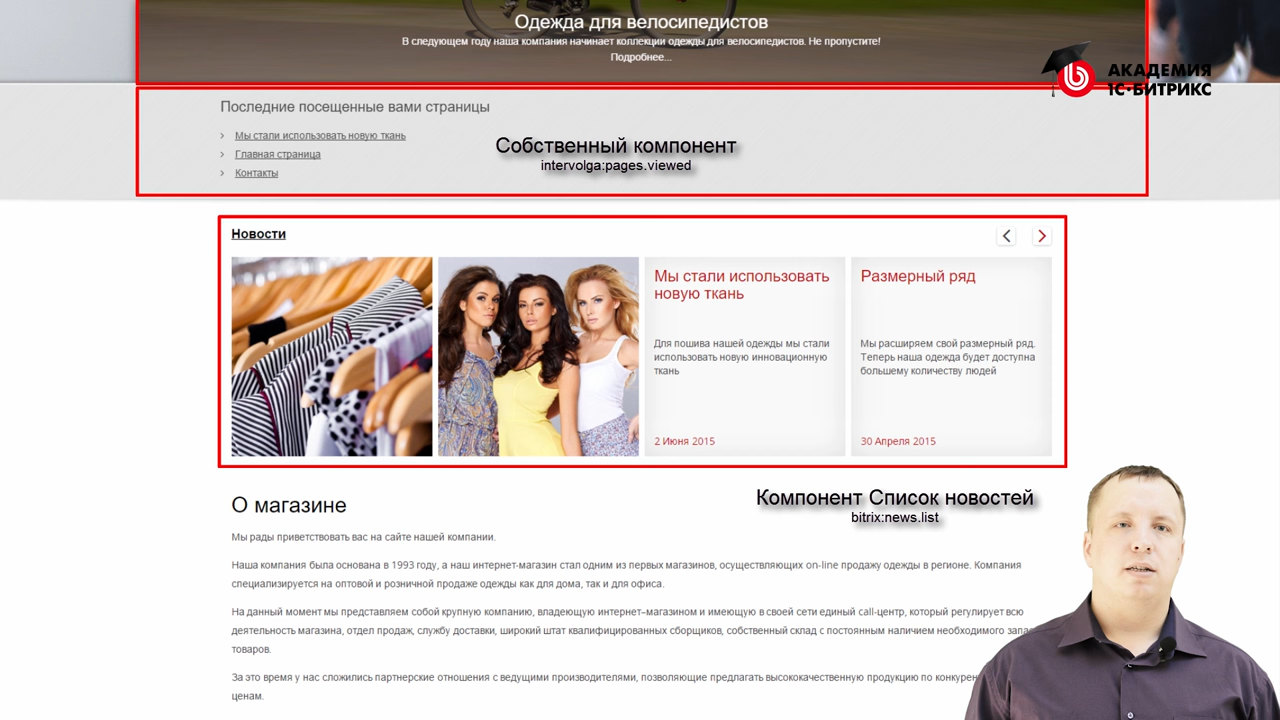 Одежда для велосипедистов
В следующем году наша компания начинает коллекции одежды для велосипедистов. Не пропустите!
Подробнее...
АКАДЕМИЯ
1С·БИТРИКС
Последние посещенные вами страницы
Мы стали использовать новую ткань
Главная страница
Контакты
Собственный компонент
intervolga:pages.viewed
Новости
Мы стали использовать
новую ткань
Для пошива нашей одежды мы стали
использовать новую инновационную
ткань
2 Июня 2015
Размерный ряд
Мы расширяем свой размерный ряд.
Теперь наша одежда будет доступна
большему количеству людей
30 Апреля 2015
Компонент Список новостей
bitrix:news.list
О магазине
Мы рады приветствовать вас на сайте нашей компании.
Наша компания была основана в 1993 году, а наш интернет-магазин стал одним из первых магазинов, осуществляющих on-line продажу одежды в регионе. Компания
специализируется на оптовой и розничной продаже одежды как для дома, так и для офиса.
На данный момент мы представляем собой крупную компанию, владеющую интернет–магазином и имеющую в своей сети единый call-центр, который регулирует всю
деятельность магазина, отдел продаж, службу доставки, широкий штат квалифицированных сборщиков, собственный склад с постоянным наличием необходимого
товаров.
За это время у нас сложились партнерские отношения с ведущими производителями, позволяющие предлагать высококачественную продукцию по
ценам.